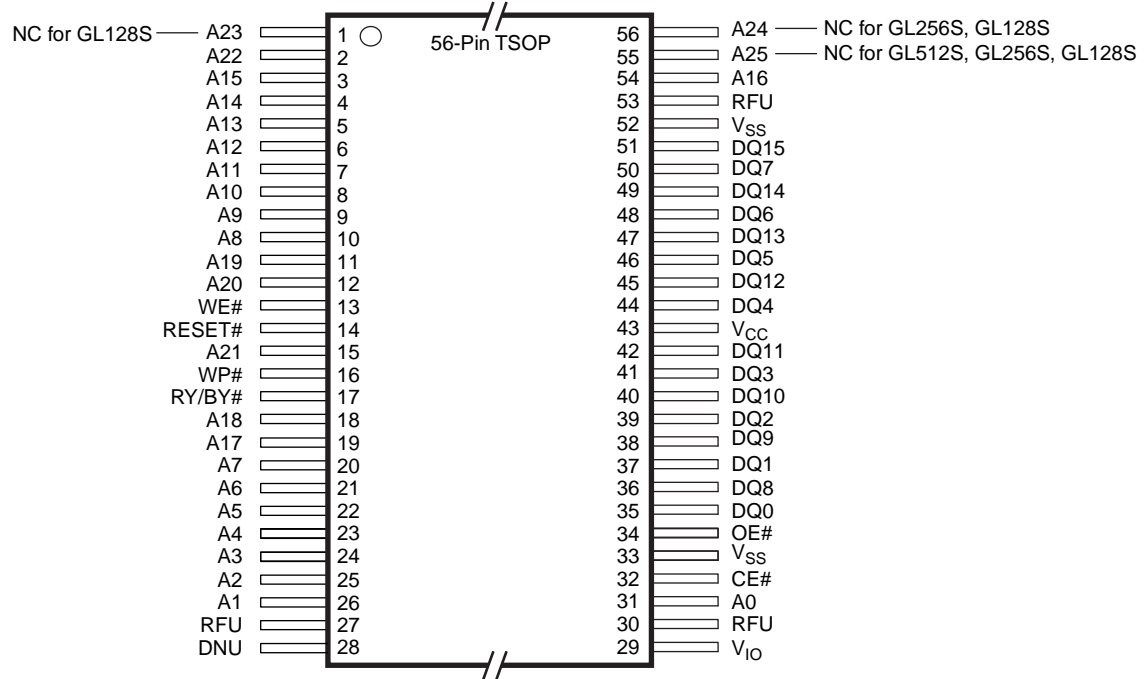 56-Pin TSOP
NC for GL128S A23 1
A22 2
A15 3
A14 4
A13 5
A12 6
A11 7
A10 8
A9 9
A8 10
A19 11
A20 12
WE# 13
RESET# 14
A21 15
WP# 16
RY/BY# 17
A18 18
A17 19
A7 20
A6 21
A5 22
A4 23
A3 24
A2 25
A1 26
RFU 27
DNU 28
56 A24 NC for GL256S, GL128S
55 A25 NC for GL512S, GL256S, GL128S
54 A16
53 RFU
52 VSS
51 DQ15
50 DQ7
49 DQ14
48 DQ6
47 DQ13
46 DQ5
45 DQ12
44 DQ4
43 VCC
42 DQ11
41 DQ3
40 DQ10
39 DQ2
38 DQ9
37 DQ1
36 DQ8
35 DQ0
34 OE#
33 VSS
32 CE#
31 A0
30 RFU
29 VIO